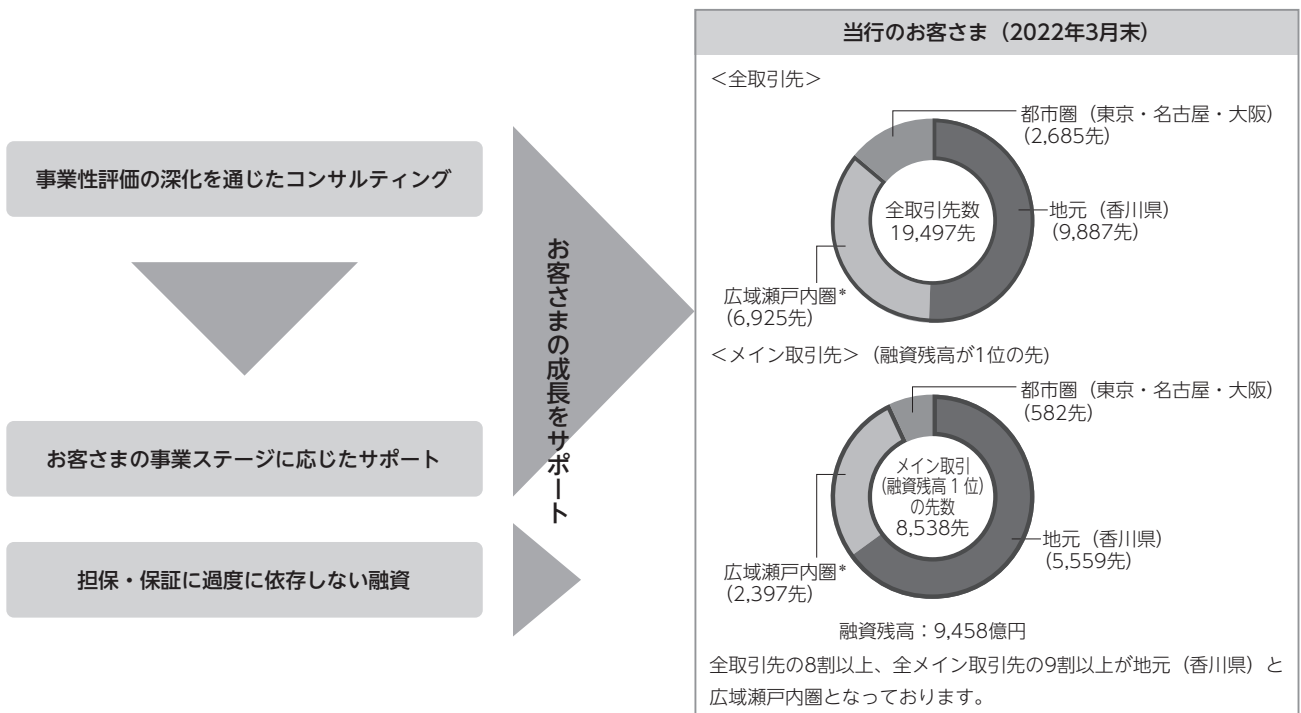 事業性評価の深化を通じたコンサルティング
お客さまの事業ステージに応じたサポート
担保・保証に過度に依存しない融資
お客さまの成長をサポート
当行のお客さま（2022年3月末）
＜全取引先＞
都市圏（東京・名古屋・大阪）
（2,685先）
全取引先数
19,497先
地元（香川県）
（9,887先）
広域瀬戸内圏*
（6,925先）
＜メイン取引先＞（融資残高が1位の先）
都市圏（東京・名古屋・大阪）
（582先）
メイン取引
（融資残高１位）
の先数
8,538先
地元（香川県）
（5,559先）
広域瀬戸内圏*
（2,397先）
融資残高：9,458億円
全取引先の8割以上、全メイン取引先の9割以上が地元（香川県）と
広域瀬戸内圏となっております。